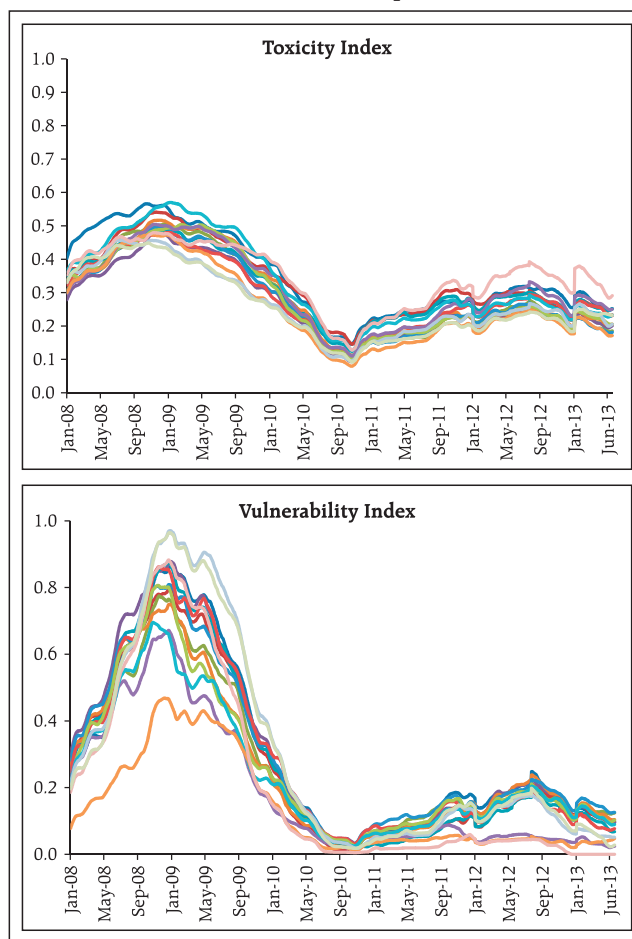 Toxicity Index
1.0
0.9
0.8
0.7
0.6
0.5
0.4
0.3
0.2
0.1
0.0
Jan-08
May-08
Sep-08
Jan-09
May-09
Sep-09
Jan-10
May-10
Sep-10
Jan-11
May-11
Sep-11
Jan-12
May-12
Sep-12
Jan-13
Jun-13
Vulnerability Index
1.0
0.8
0.6
0.4
0.2
0.0
Jan-08
May-08
Sep-08
Jan-09
May-09
Sep-09
Jan-10
May-10
Sep-10
Jan-11
May-11
Sep-11
Jan-12
May-12
Sep-12
Jan-13
Jun-13